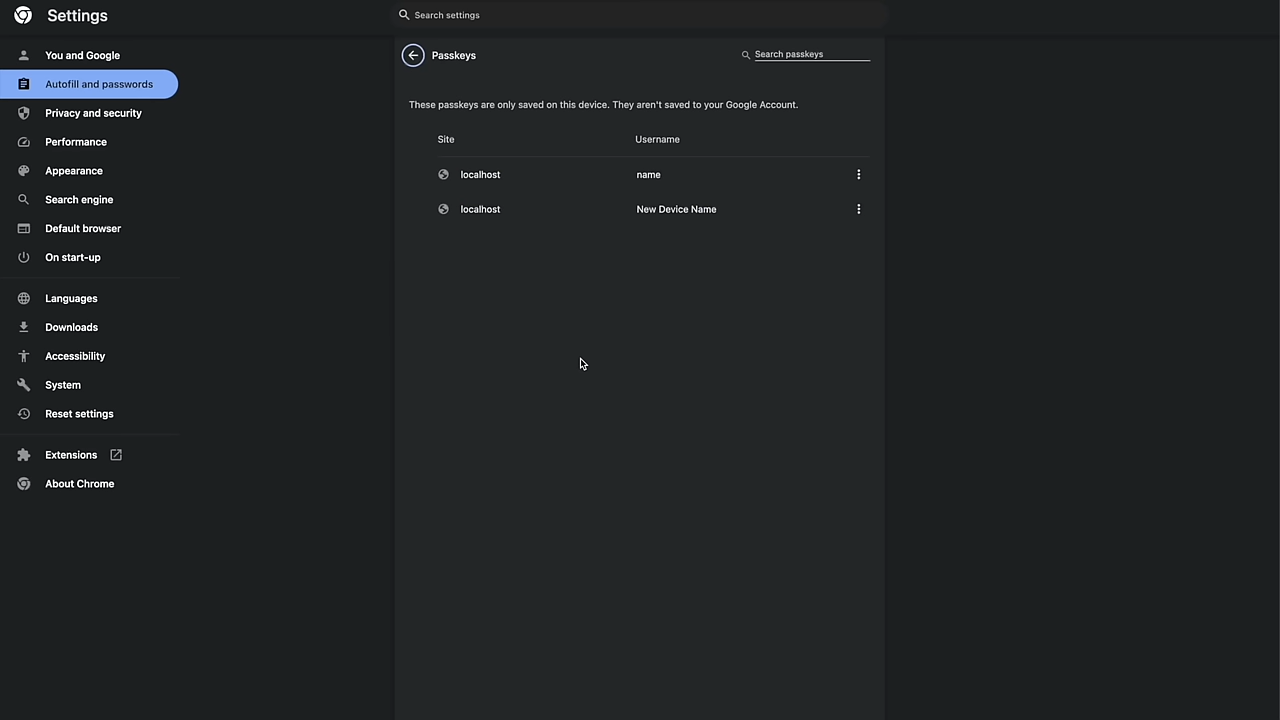 Settings
Search settings
You and Google
Autofill and passwords
Privacy and security
Performance
Appearance
Search engine
Default browser
On start-up
Languages
Downloads
Accessibility
System
Reset settings
Extensions
About Chrome
Passkeys
Search passkeys
These passkeys are only saved on this device. They aren't saved to your Google Account.
Site Username
localhost name
localhost New Device Name